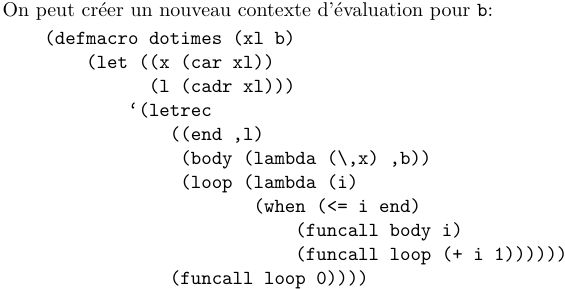 On peut créer un nouveau contexte d'évaluation pour b:
(defmacro dotimes (xl b)
(let ((x (car xl))
(l (cadr xl)))
‘(letrec
((end ,l)
(body (lambda (\,x) ,b))
(loop (lambda (i)
(when (<= i end)
(funcall body i)
(funcall loop (+ i 1))))))
(funcall loop 0))))